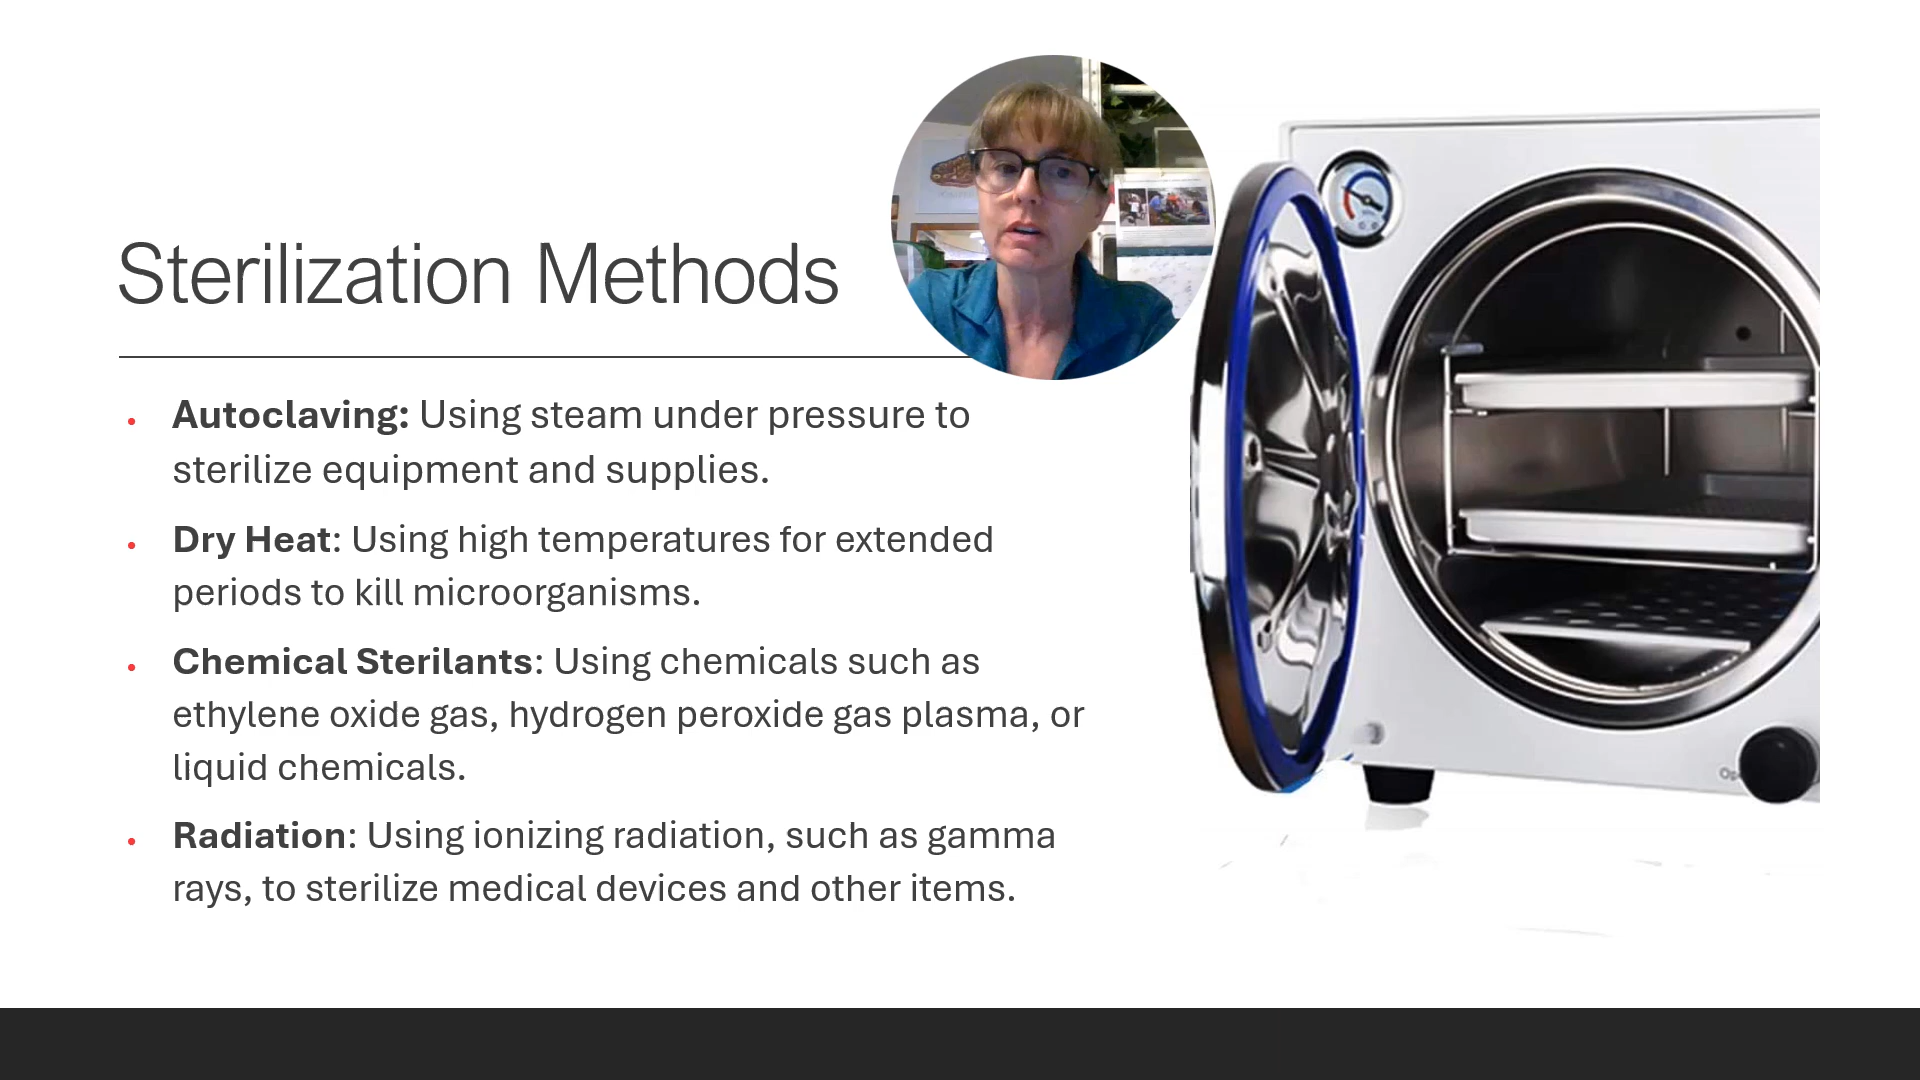 Sterilization Methods
• Autoclaving: Using steam under pressure to
sterilize equipment and supplies.
• Dry Heat: Using high temperatures for extended
periods to kill microorganisms.
• Chemical Sterilants: Using chemicals such as
ethylene oxide gas, hydrogen peroxide gas plasma, or
liquid chemicals.
• Radiation: Using ionizing radiation, such as gamma
rays, to sterilize medical devices and other items.